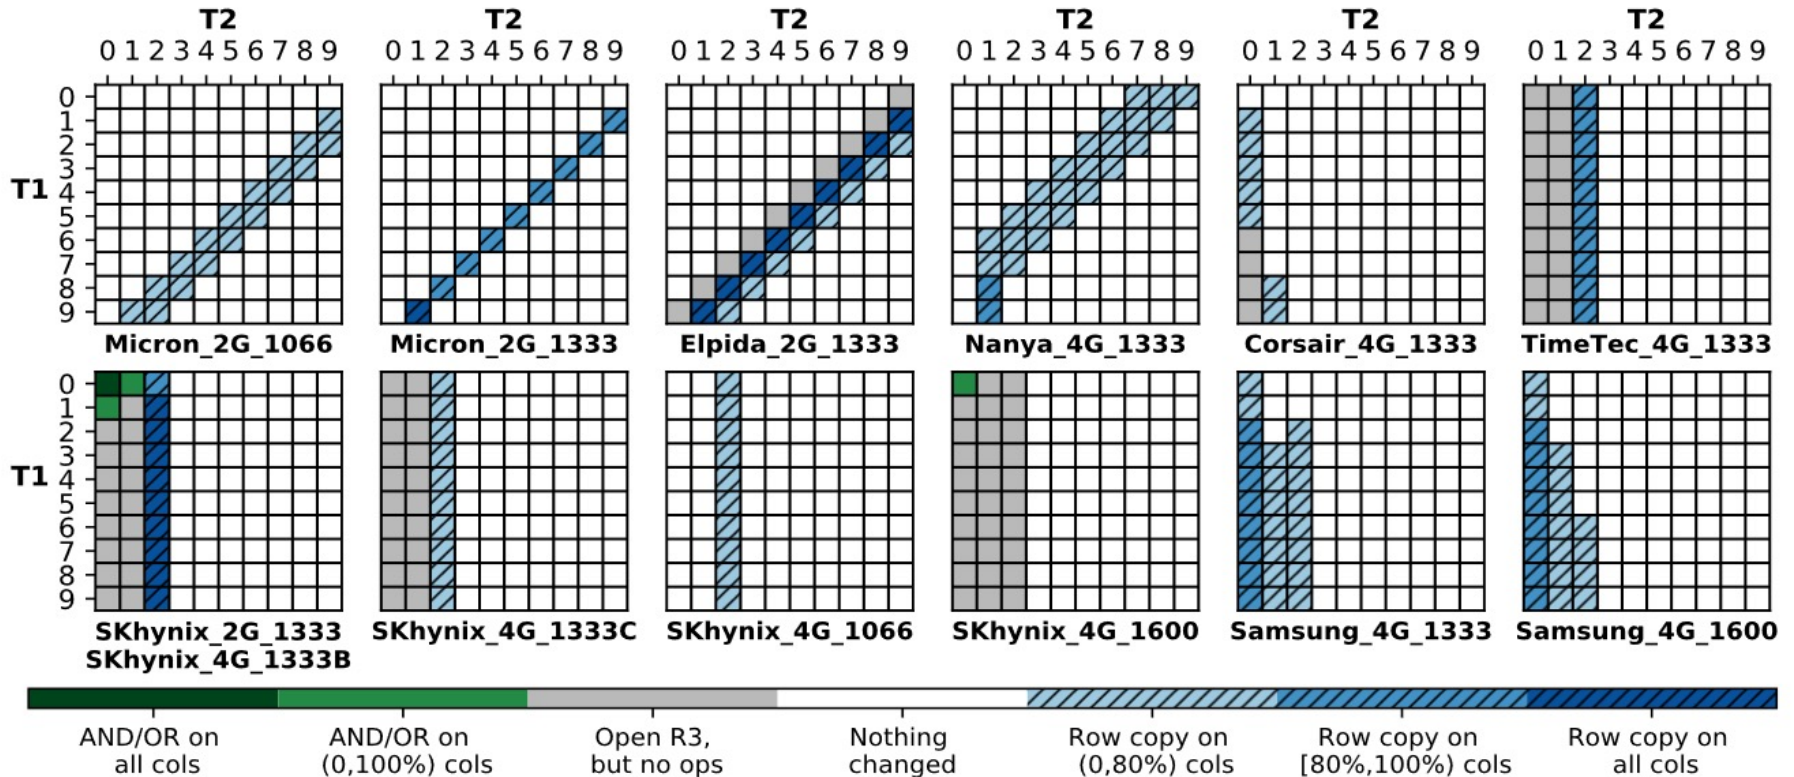 T2 T2 T2 T2 T2 T2
0 1 2 3 4 5 6 7 8 9 0 1 2 3 4 5 6 7 8 9 0 1 2 3 4 5 6 7 8 9 0 1 2 3 4 5 6 7 8 9 0 1 2 3 4 5 6 7 8 9 0 1 2 3 4 5 6 7 8 9
0
1
2
3
T1 4
5
6
7
8
9
Micron_2G_1066 Micron_2G_1333 Elpida_2G_1333 Nanya_4G_1333 Corsair_4G_1333 TimeTec_4G_1333
0
1
2
3
T1 4
5
6
7
8
9
SKhynix_2G_1333 SKhynix_4G_1333C SKhynix_4G_1066 SKhynix_4G_1600 Samsung_4G_1333 Samsung_4G_1600
SKhynix_4G_1333B
AND/OR on AND/OR on Open R3, Nothing Row copy on Row copy on Row copy on
all cols (0,100%) cols but no ops changed (0,80%) cols [80%,100%) cols all cols